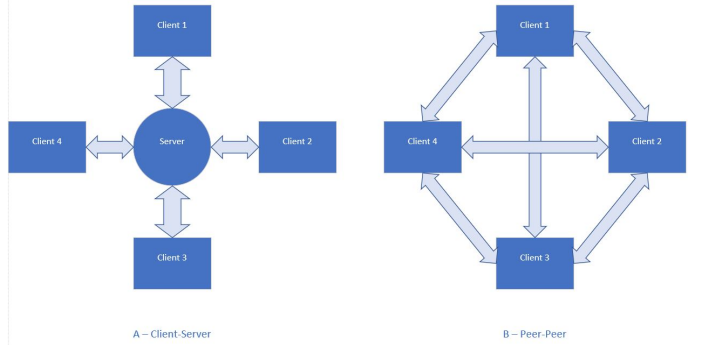 Client 1
Client 4
Server
Client 2
Client 3
A – Client-Server
Client 1
Client 4
Client 2
Client 3
B – Peer-Peer